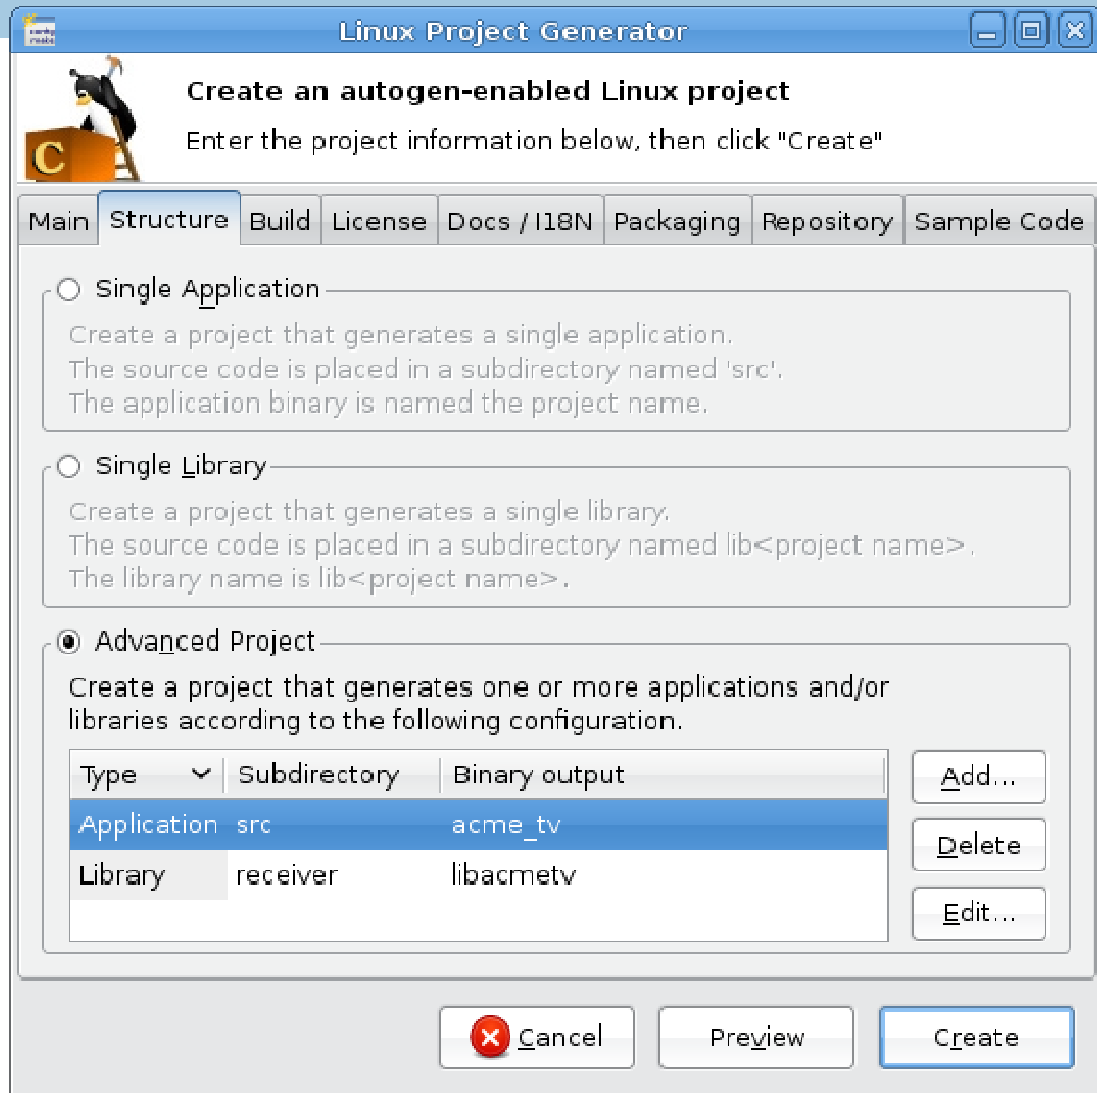 Linux Project Generator
Create an autogen-enabled Linux project
Enter the project information below, then click "Create"
C
Main Structure Build License Docs / I18N Packaging Repository Sample Code
Single Application
Create a project that generates a single application.
The source code is placed in a subdirectory named 'src'.
The application binary is named the project name.
Single Library
Create a project that generates a single library.
The source code is placed in a subdirectory named lib<project name>.
The library name is lib<project name>.
Advanced Project
Create a project that generates one or more applications and/or
libraries according to the following configuration.
Type Subdirectory Binary output
Add...
Application src acme_tv
Delete
Library receiver libacmetv
Edit...
Cancel Preview Create